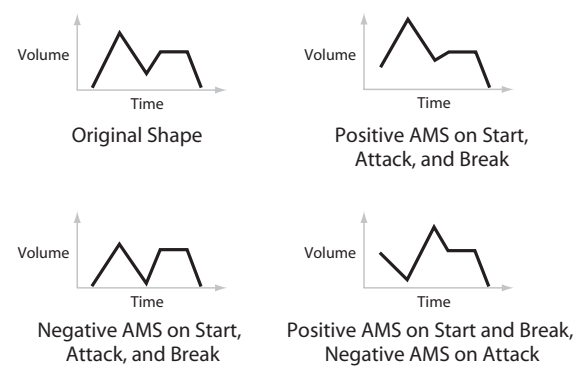 Volume
Time
Original Shape
Volume
Time
Positive AMS on Start,
Attack, and Break
Volume
Time
Negative AMS on Start,
Attack, and Break
Volume
Time
Positive AMS on Start and Break,
Negative AMS on Attack